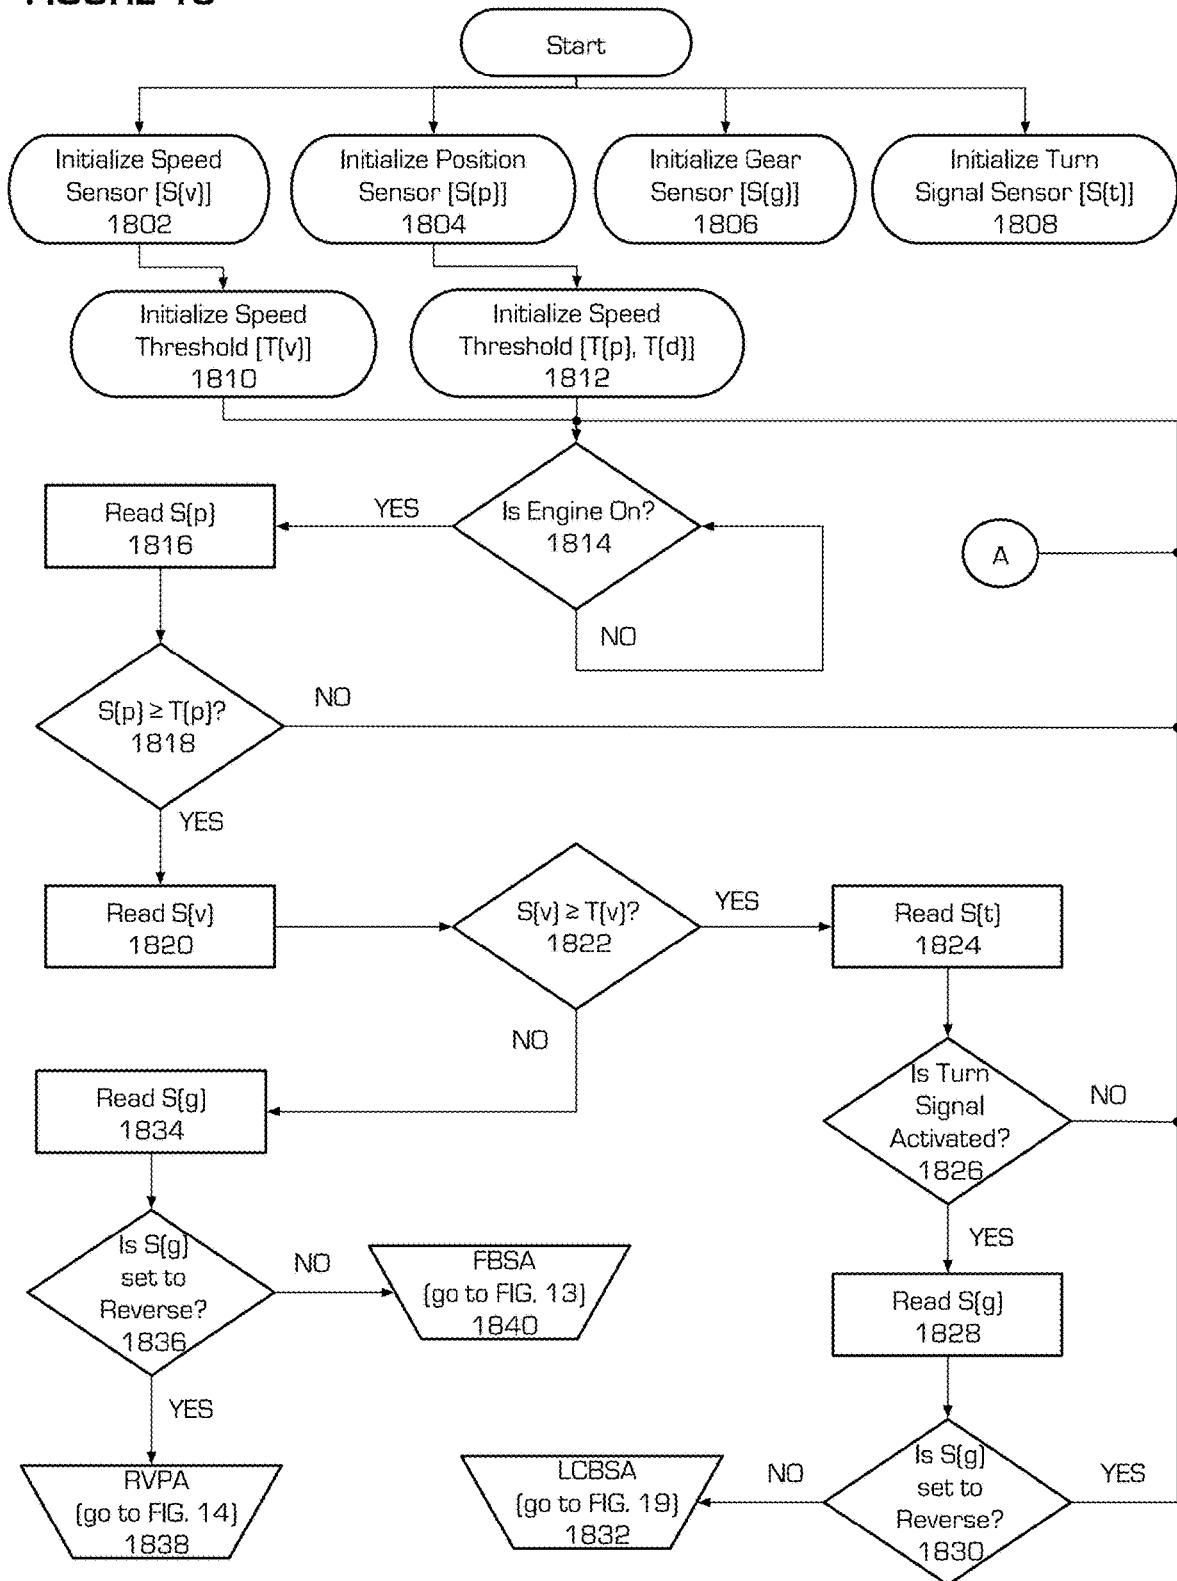 Start
Initialize Speed
Sensor [S(v)]
1802
Initialize Position
Sensor [S(p)]
1804
Initialize Gear
Sensor [S(g)]
1806
Initialize Turn
Signal Sensor [S(t)]
1808
Initialize Speed
Threshold [T(v)]
1810
Initialize Speed
Threshold [T(p), T(d)]
1812
Is Engine On?
1814
YES
NO
Read S(p)
1816
A
S(p) ≥ T(p)?
1818
NO
YES
Read S(v)
1820
S(v) ≥ T(v)?
1822
YES
NO
Read S(t)
1824
Is Turn
Signal
Activated?
1826
NO
YES
Read S(g)
1834
Is S(g)
set to
Reverse?
1836
NO
YES
FBSA
(go to FIG. 13)
1840
Read S(g)
1828
RVPA
(go to FIG. 14)
1838
LCBSA
(go to FIG. 19)
1832
NO
Is S(g)
set to
Reverse?
1830
YES